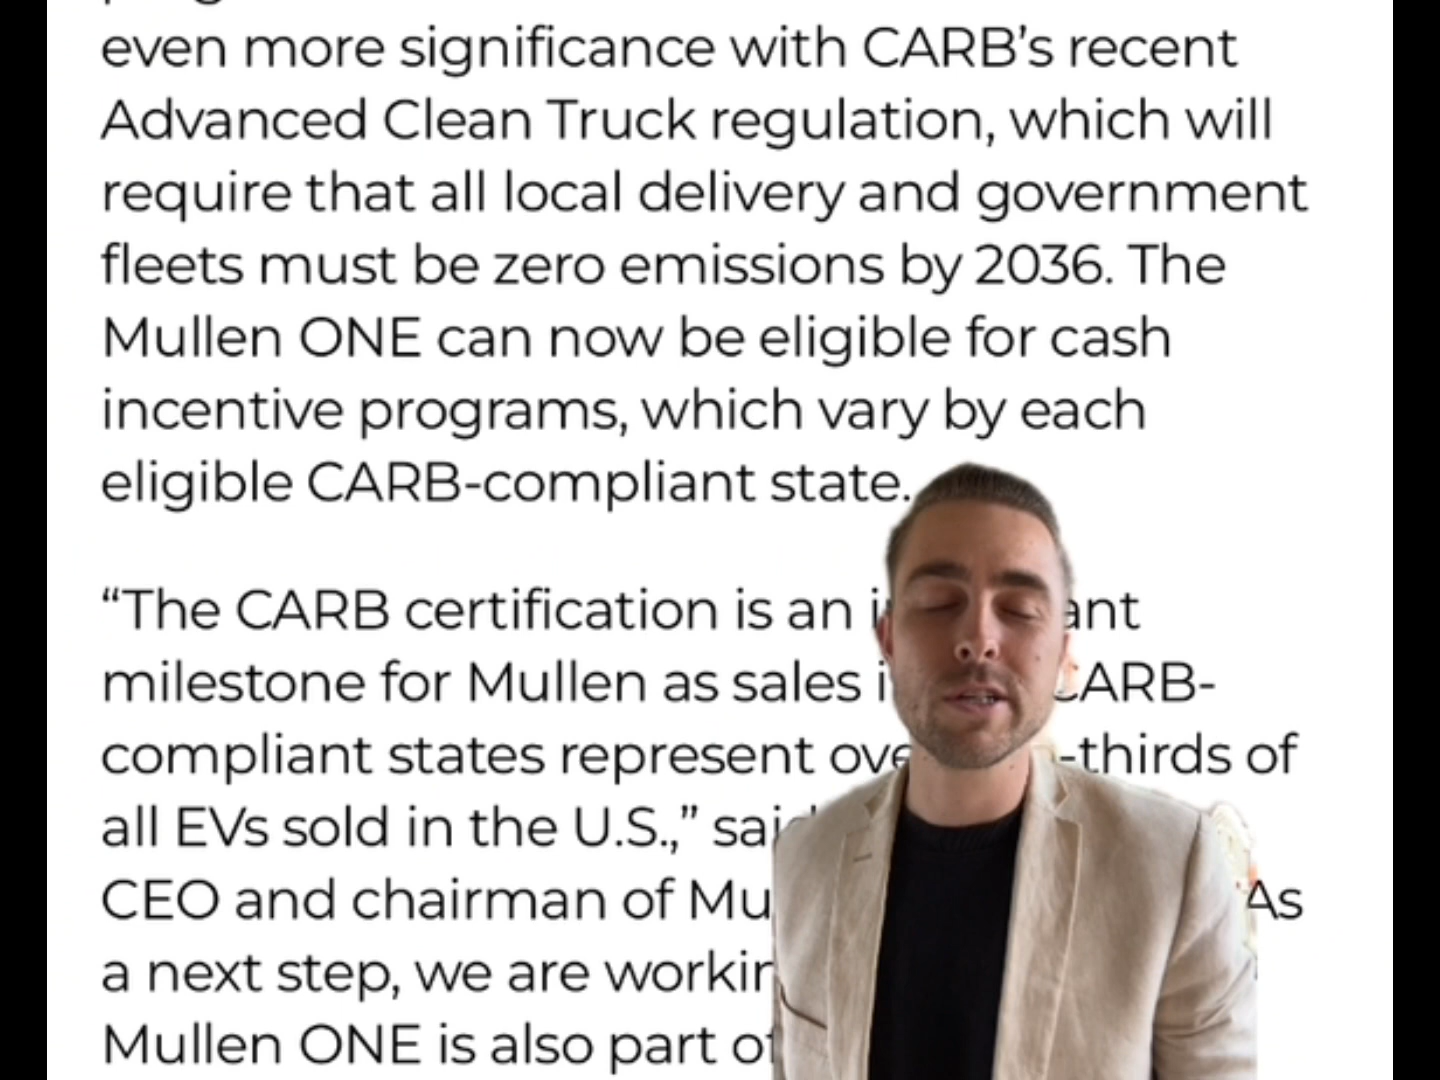 even more significance with CARB’s recent
Advanced Clean Truck regulation, which will
require that all local delivery and government
fleets must be zero emissions by 2036. The
Mullen ONE can now be eligible for cash
incentive programs, which vary by each
eligible CARB-compliant state.
“The CARB certification is an
milestone for Mullen as sales CARB-
compliant states represent -thirds of
all EVs sold in the U.S.,”
CEO and chairman of As
a next step, we are
Mullen ONE is also part